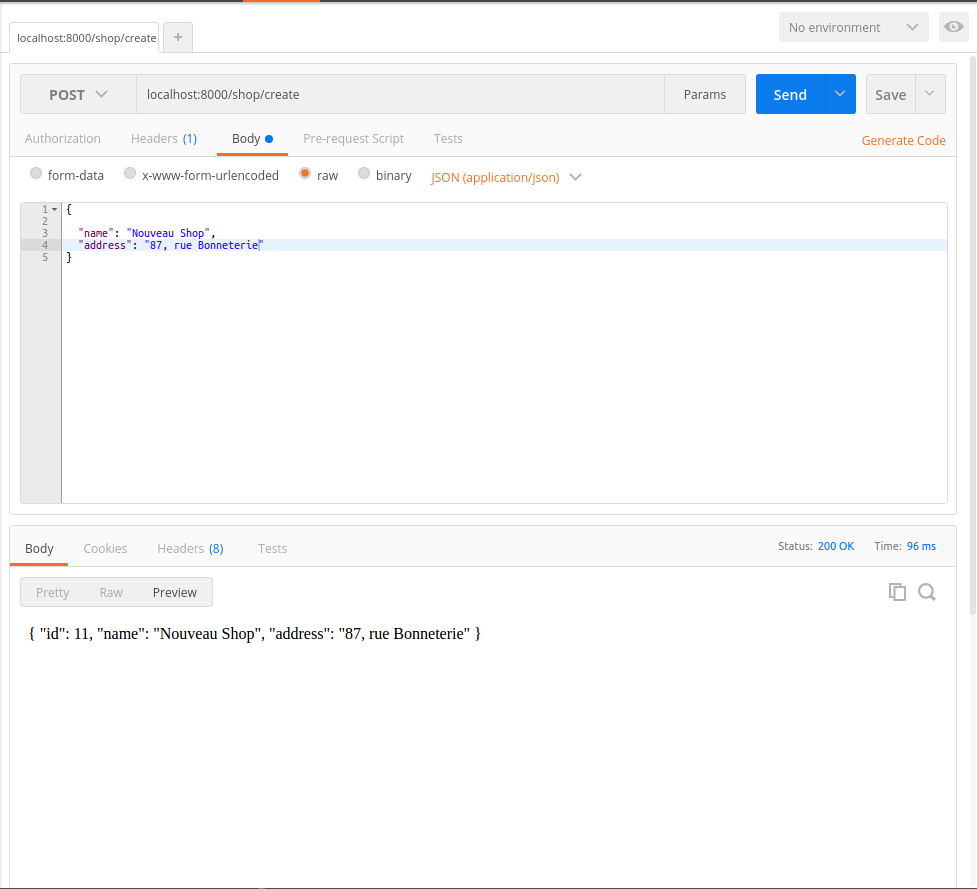 localhost:8000/shop/create +
No environment
POST localhost:8000/shop/create Params Send Save
Authorization Headers (1) Body Pre-request Script Tests Generate Code
form-data x-www-form-urlencoded raw binary JSON (application/json)
1 {
2
3 "name": "Nouveau Shop",
4 "address": "87, rue Bonneterie"
5 }
Body Cookies Headers (8) Tests Status: 200 OK Time: 96 ms
Pretty Raw Preview
{ "id": 11, "name": "Nouveau Shop", "address": "87, rue Bonneterie" }